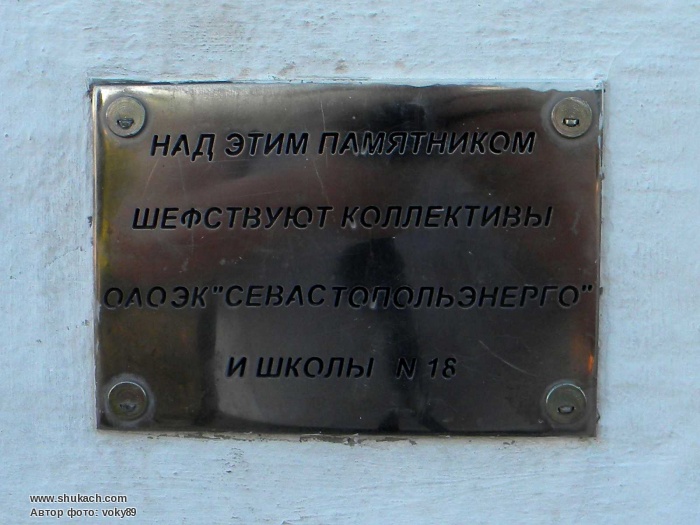 НАД ЭТИМ ПАМЯТНИКОМ
ШЕФСТВУЮТ КОЛЛЕКТИВЫ
ОАОЭК"СЕВАСТОПОЛЬЭНЕРГО"
И ШКОЛЫ N 18
www.shukach.com
Автор фото: voky89